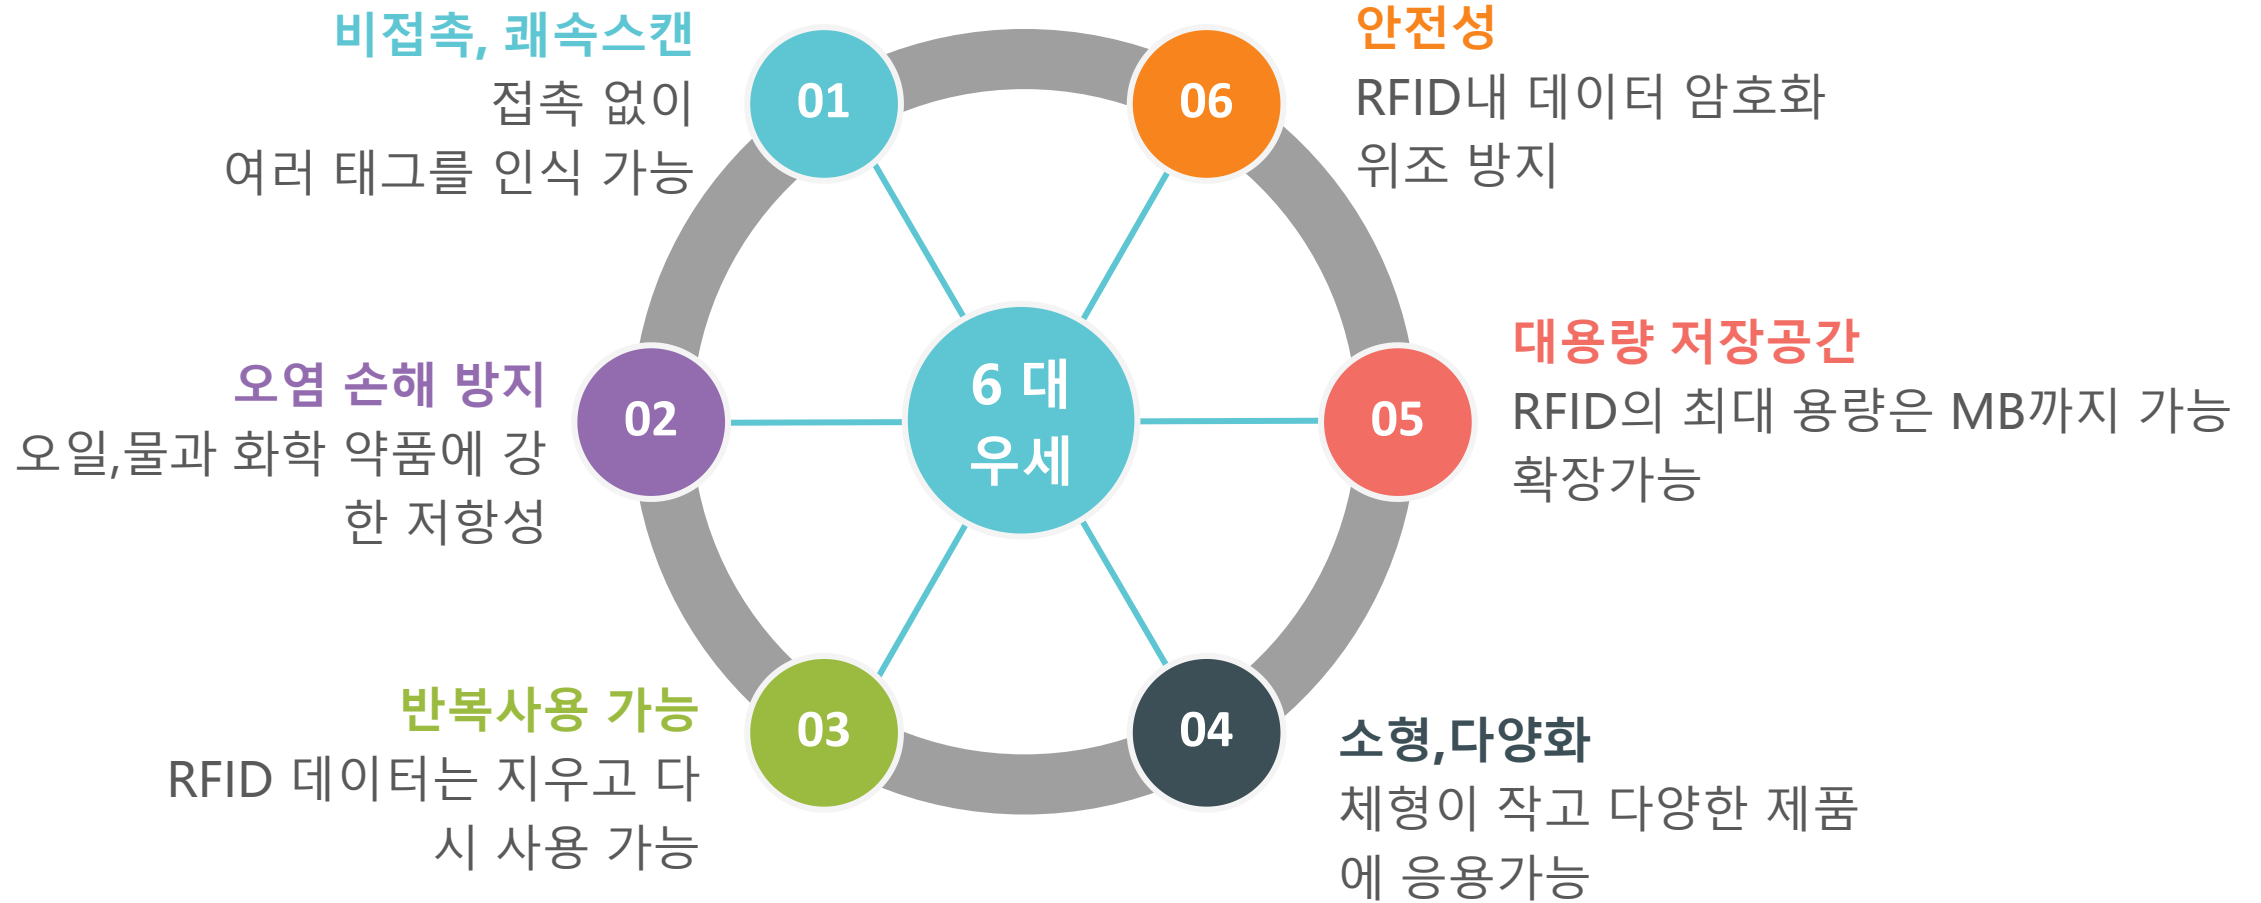 비접촉, 쾌속스캔
접촉 없이
여러 태그를 인식 가능
01
06
안전성
RFID내 데이터 암호화
위조 방지
오염 손해 방지
오일,물과 화학 약품에 강
한 저항성
02
6 대
우세
05
대용량 저장공간
RFID의 최대 용량은 MB까지 가능
확장가능
반복사용 가능
RFID 데이터는 지우고 다
시 사용 가능
03
04
소형,다양화
체형이 작고 다양한 제품
에 응용가능